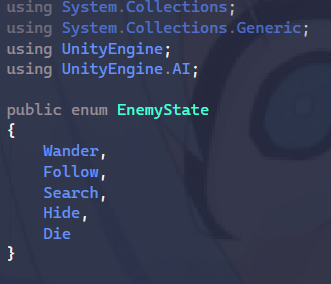 using System.Collections;
using System.Collections.Generic;
using UnityEngine;
using UnityEngine.AI;
public enum EnemyState
{
Wander,
Follow,
Search,
Hide,
Die
}